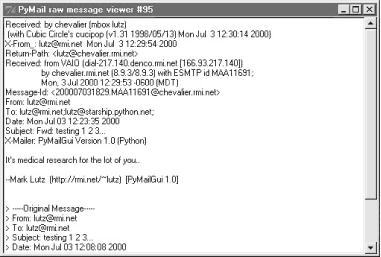 PyMail raw message viewer #95
Received: by chevalier (mbox lutz)
(with Cubic Circle's cucipop (v1.31 1998/05/13) Mon Jul 3 12:30:14 2000)
X-From_: lutz@rmi.net Mon Jul 3 12:29:54 2000
Return-Path: <lutz@chevalier.rmi.net>
Received: from VAIO (dial-217.140.denco.rmi.net [166.93.217.140])
by chevalier.rmi.net (8.9.3/8.9.3) with ESMTP id MAA11691;
Mon, 3 Jul 2000 12:29:53 -0600 (MDT)
Message-Id: <200007031829.MAA11691@chevalier.rmi.net>
From: lutz@rmi.net
To: lutz@rmi.net;lutz@starship.python.net;
Date: Mon Jul 03 12:23:35 2000
Subject: Fwd: testing 1 2 3...
X-Mailer: PyMailGui Version 1.0 (Python)
It's medical research for the lot of you..
--Mark Lutz (http://rmi.net/~lutz) [PyMailGui 1.0]
> -----Original Message-----
> From: lutz@rmi.net
> To: lutz@rmi.net
> Subject: testing 1 2 3...
> Date: Mon Jul 03 12:08:08 2000